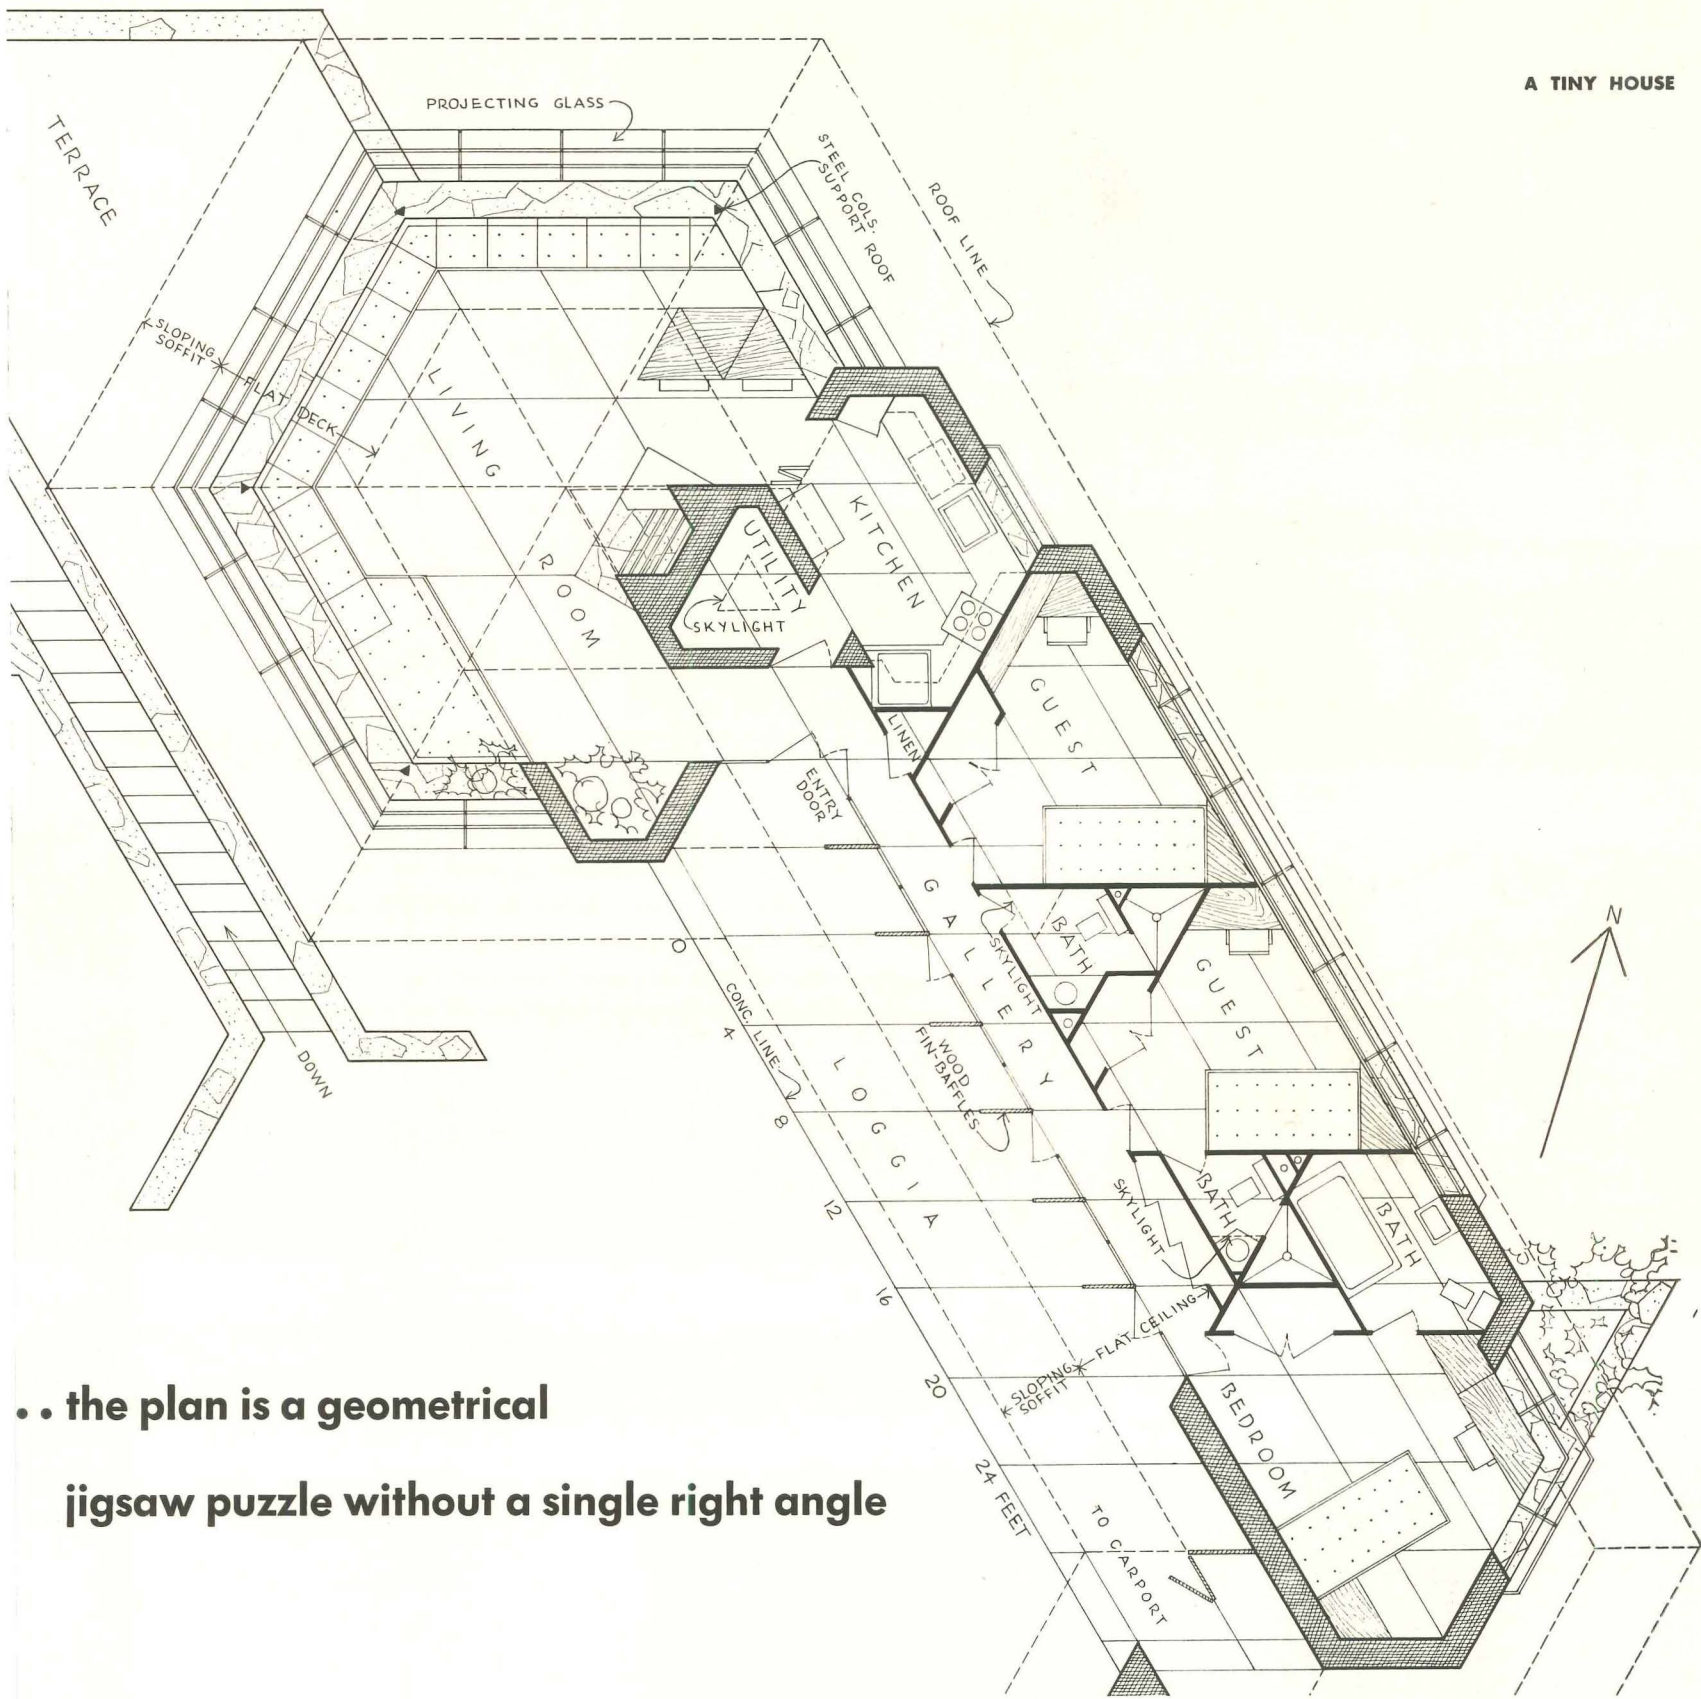 A TINY HOUSE
PROJECTING GLASS
TERRACE
STEEL COLS.
SUPPORT ROOF
ROOF LINE
SLOPING
SOFFIT
FLAT DECK
LIVING
ROOM
KITCHEN
UTILITY
SKYLIGHT
GUEST
LINEN
ENTRY
DOOR
GALLERY
BATH
SKYLIGHT
GUEST
N
0
CONC. LINE
4
WOOD
FIN-BAFFLES
LOGGIA
DOWN
8
12
BATH
BATH
SKYLIGHT
16
FLAT CEILING
SLOPING
SOFFIT
20
BEDROOM
24 FEET
TO CARPORT
.. the plan is a geometrical
jigsaw puzzle without a single right angle